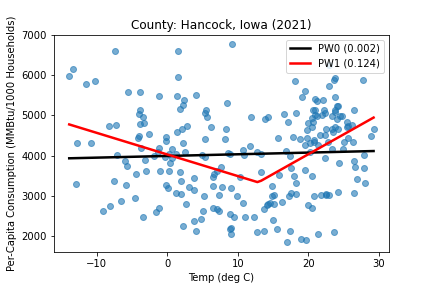 County: Hancock, Iowa (2021)
Per-Capita Consumption (MMBtu/1000 Households)
7000
6000
5000
4000
3000
2000
PW0 (0.002)
PW1 (0.124)
−10 0 10 20 30
Temp (deg C)